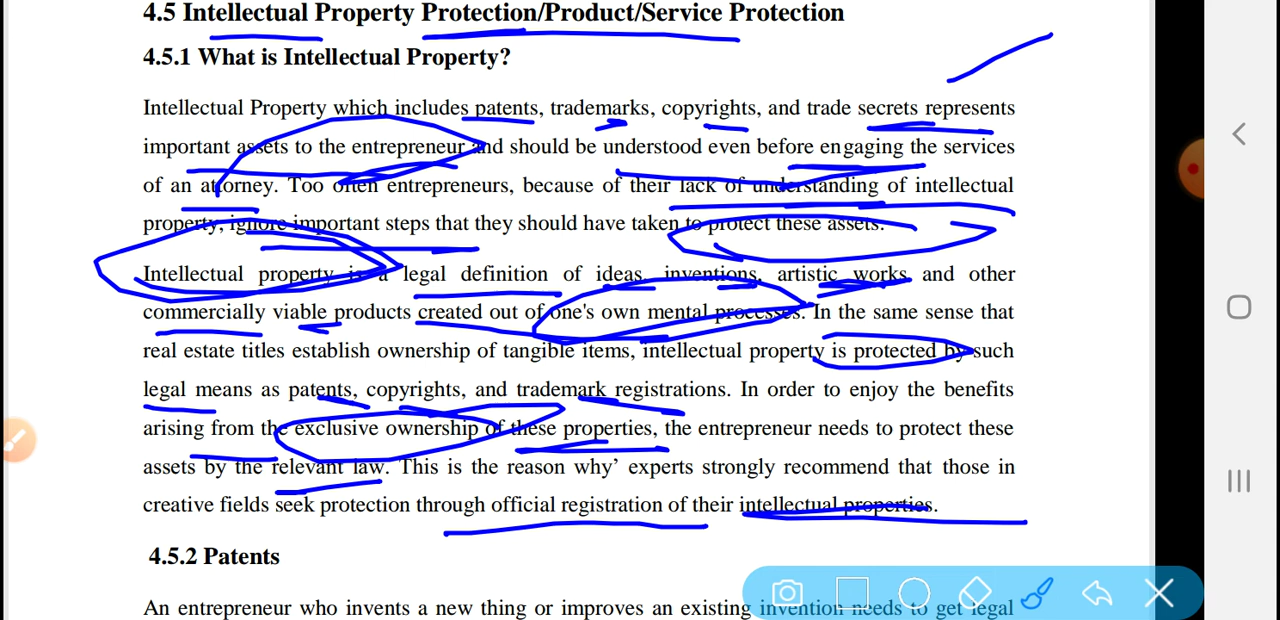 4.5 Intellectual Property Protection/Product/Service Protection
4.5.1 What is Intellectual Property?
Intellectual Property which includes patents, trademarks, copyrights, and trade secrets represents
important assets to the entrepreneur and should be understood even before engaging the services
of an attorney. Too often entrepreneurs, because of their lack of understanding of intellectual
property, ignore important steps that they should have taken to protect these assets.
Intellectual property is a legal definition of ideas, inventions, artistic works and other
commercially viable products created out of one's own mental processes. In the same sense that
real estate titles establish ownership of tangible items, intellectual property is protected by such
legal means as patents, copyrights, and trademark registrations. In order to enjoy the benefits
arising from the exclusive ownership of these properties, the entrepreneur needs to protect these
assets by the relevant law. This is the reason why’ experts strongly recommend that those in
creative fields seek protection through official registration of their intellectual properties.
4.5.2 Patents
An entrepreneur who invents a new thing or improves an existing invention needs to get legal